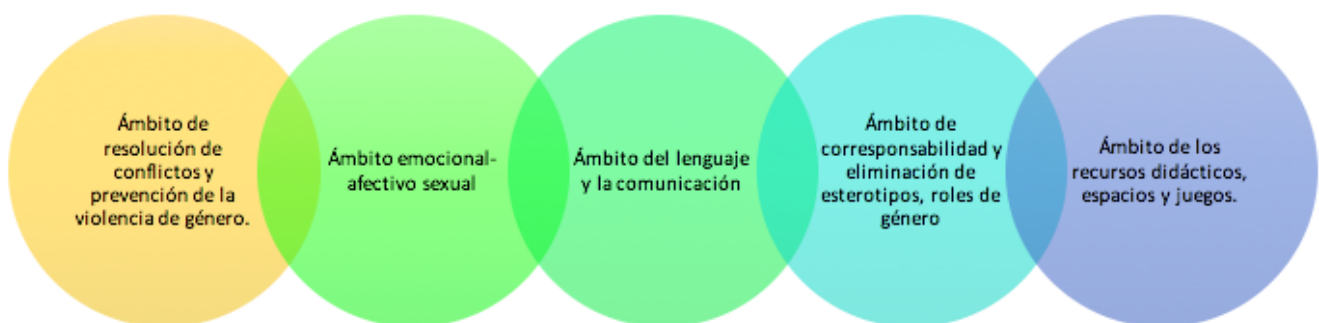 Ámbito de
resolución de
conflictos y
prevención de la
violencia de género.
Ámbito emocional-
afectivo sexual
Ámbito del lenguaje
y la comunicación
Ámbito de
corresponsabilidad y
eliminación de
esterotipos, roles de
género
Ámbito de los
recursos didácticos,
espacios y juegos.